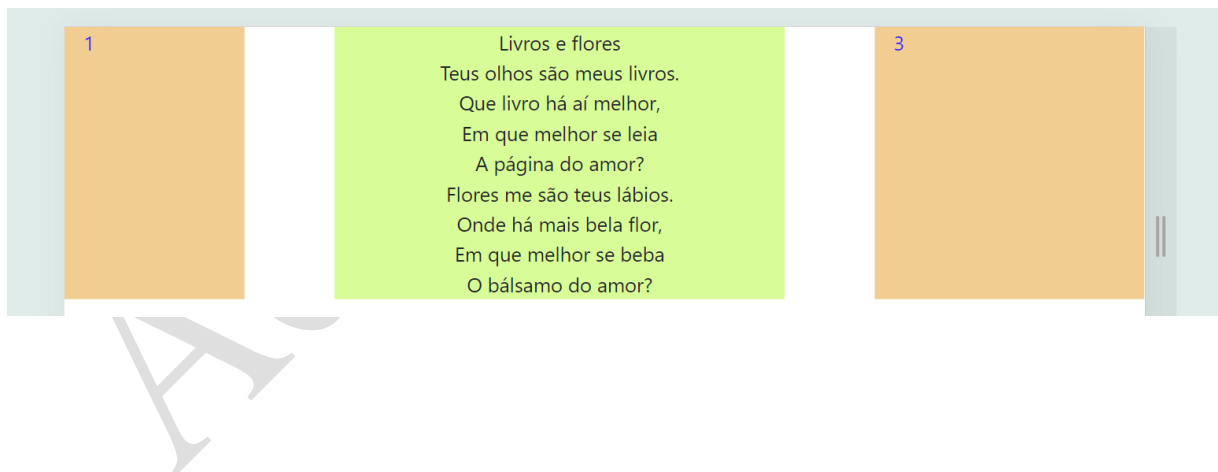 1
Livros e flores
Teus olhos são meus livros.
Que livro há aí melhor,
Em que melhor se leia
A página do amor?
Flores me são teus lábios.
Onde há mais bela flor,
Em que melhor se beba
O bálsamo do amor?
3